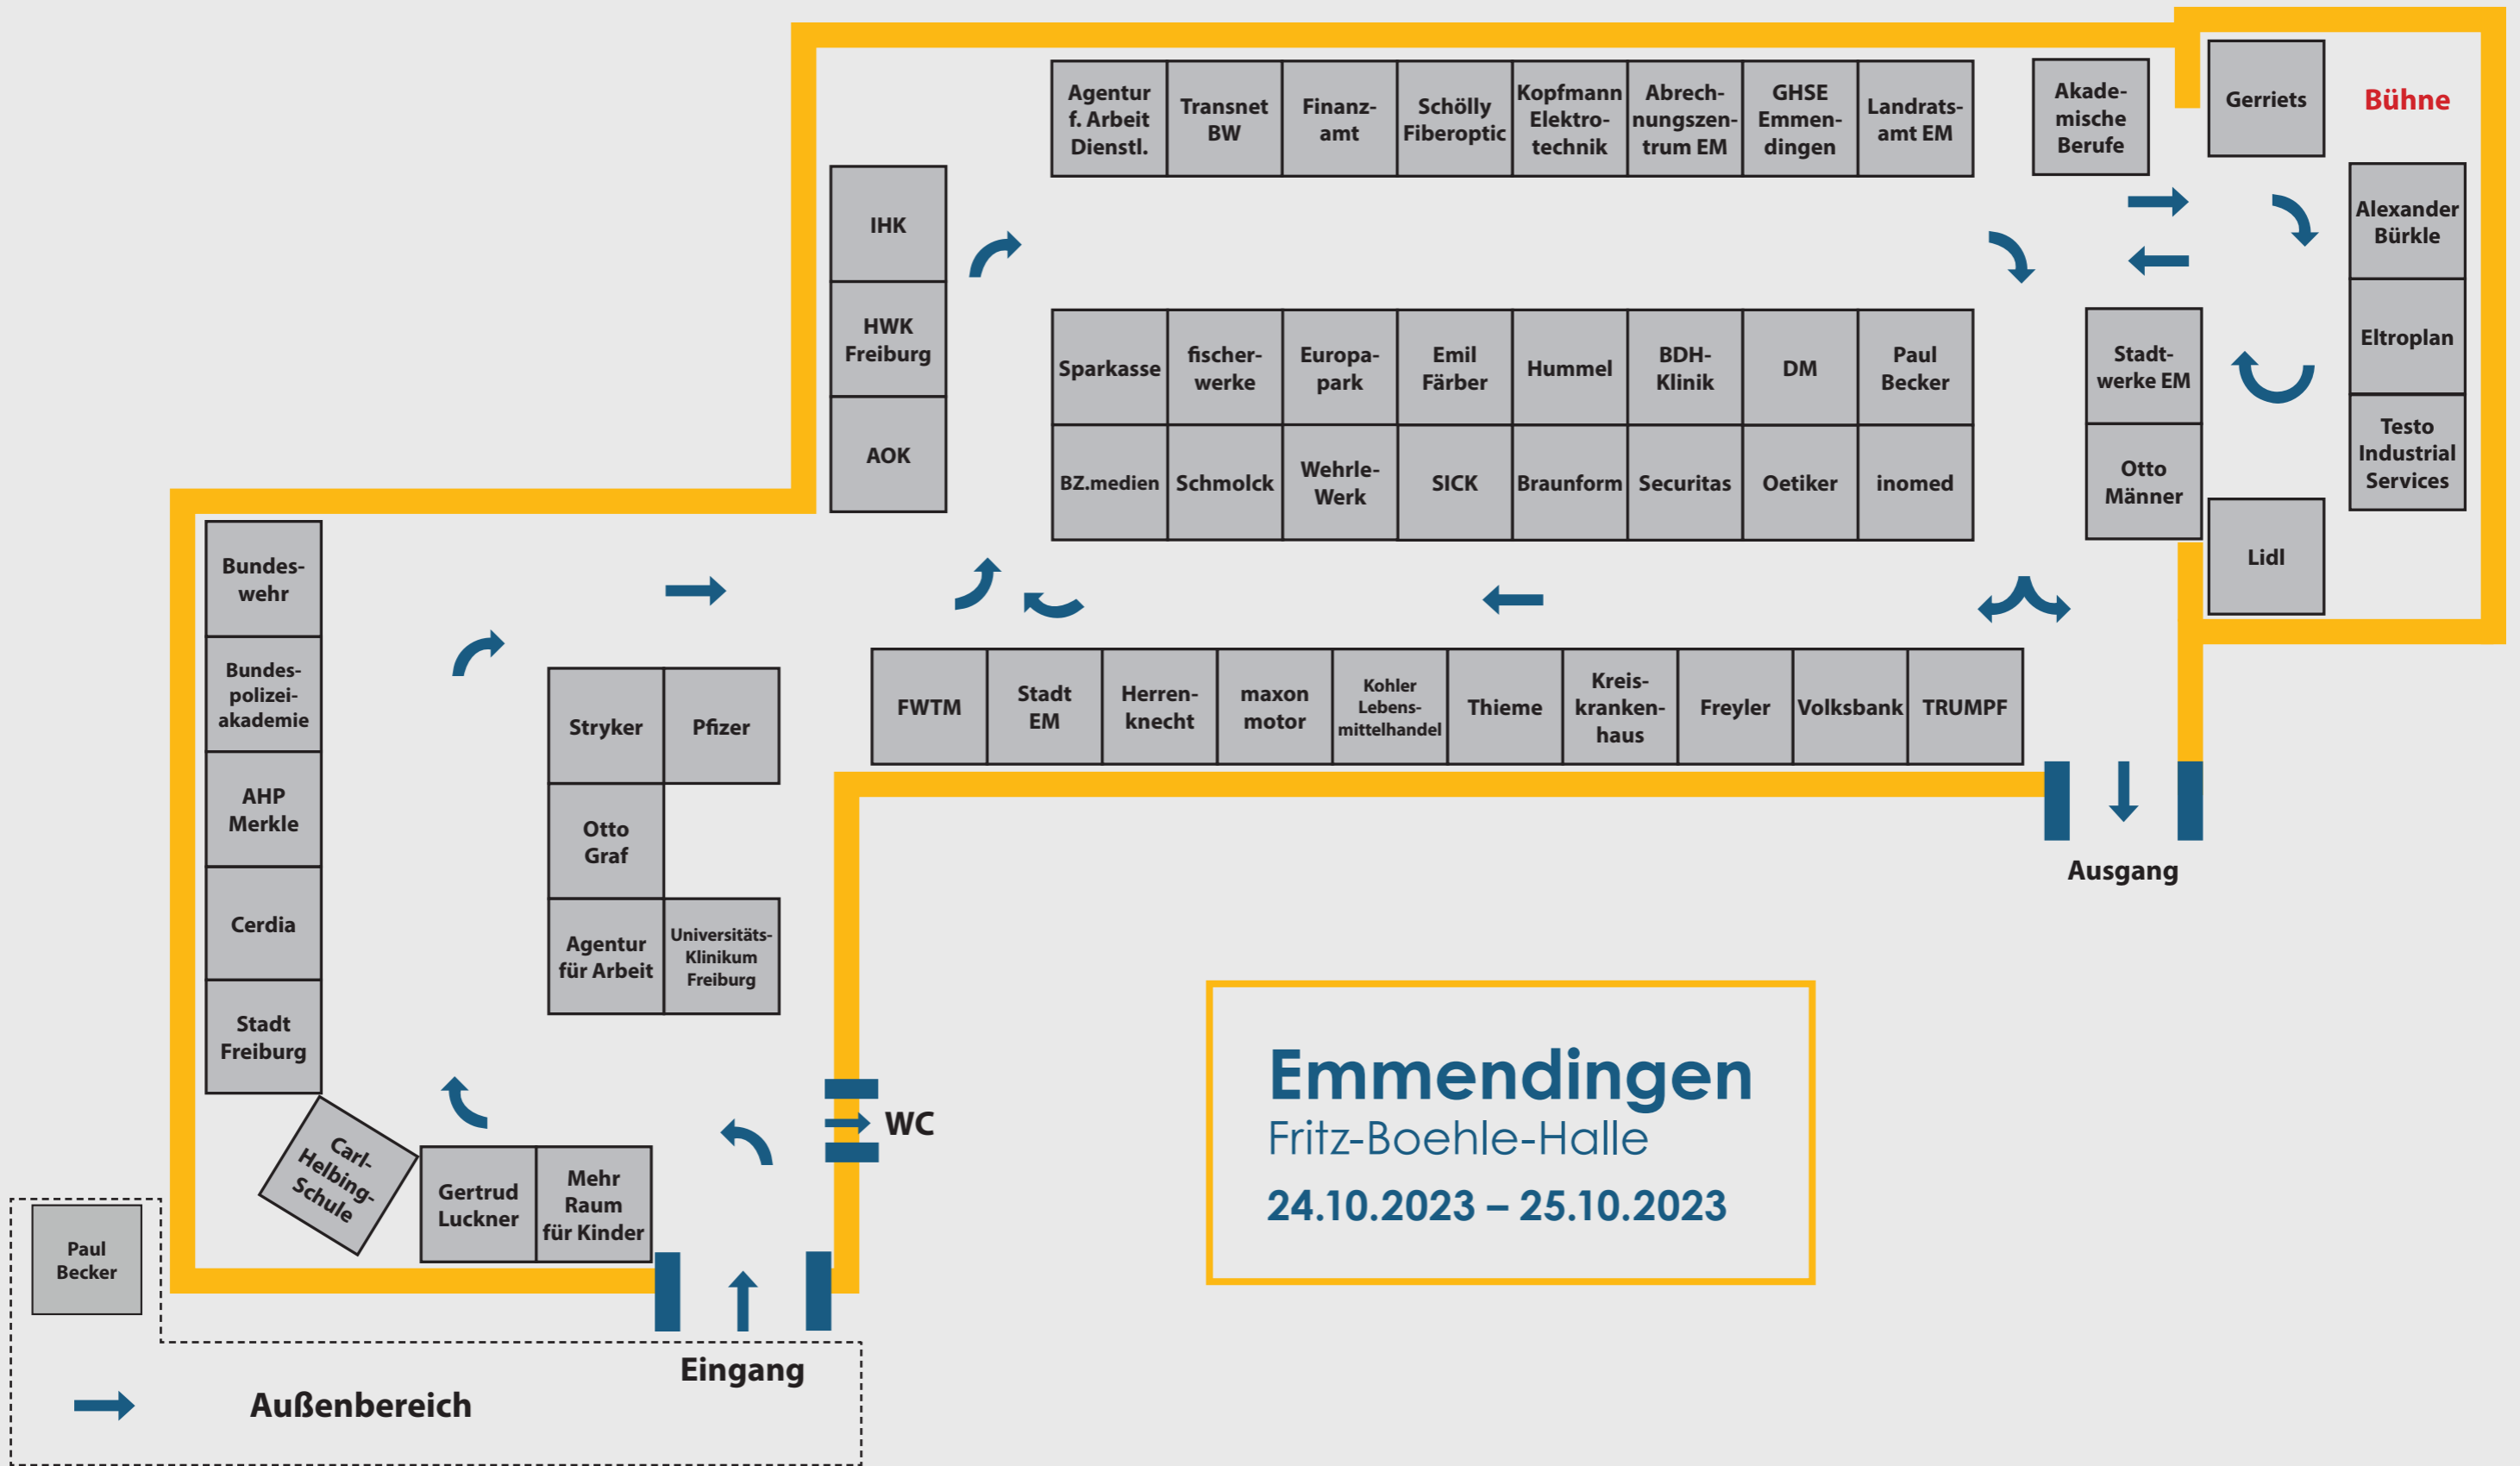 Agentur
f. Arbeit
Dienstl.
Transnet
BW
Finanz-
amt
Schölly
Fiberoptic
Kopfmann
Elektro-
technik
Abrech-
nungszen-
trum EM
GHSE
Emmen-
dingen
Landrats-
amt EM
Akade-
mische
Berufe
Gerriets
Bühne
IHK
HWK
Freiburg
AOK
Alexander
Bürkle
Eltroplan
Testo
Industrial
Services
Sparkasse
fischer-
werke
Europa-
park
Emil
Färber
Hummel
BDH-
Klinik
DM
Paul
Becker
Stadt-
werke EM
BZ.medien
Schmolck
Wehrle-
Werk
SICK
Braunform
Securitas
Oetiker
inomed
Otto
Männer
Lidl
Bundes-
wehr
Bundes-
polizei-
akademie
AHP
Merkle
Cerdia
Stadt
Freiburg
Stryker
Pfizer
Otto
Graf
Agentur
für Arbeit
Universitäts-
Klinikum
Freiburg
FWTM
Stadt
EM
Herren-
knecht
maxon
motor
Kohler
Lebens-
mittelhandel
Thieme
Kreis-
kranken-
haus
Freyler
Volksbank
TRUMPF
Ausgang
WC
Carl-
Helbing-
Schule
Gertrud
Luckner
Mehr
Raum
für Kinder
Emmendingen
Fritz-Boehle-Halle
24.10.2023 – 25.10.2023
Paul
Becker
Eingang
Außenbereich